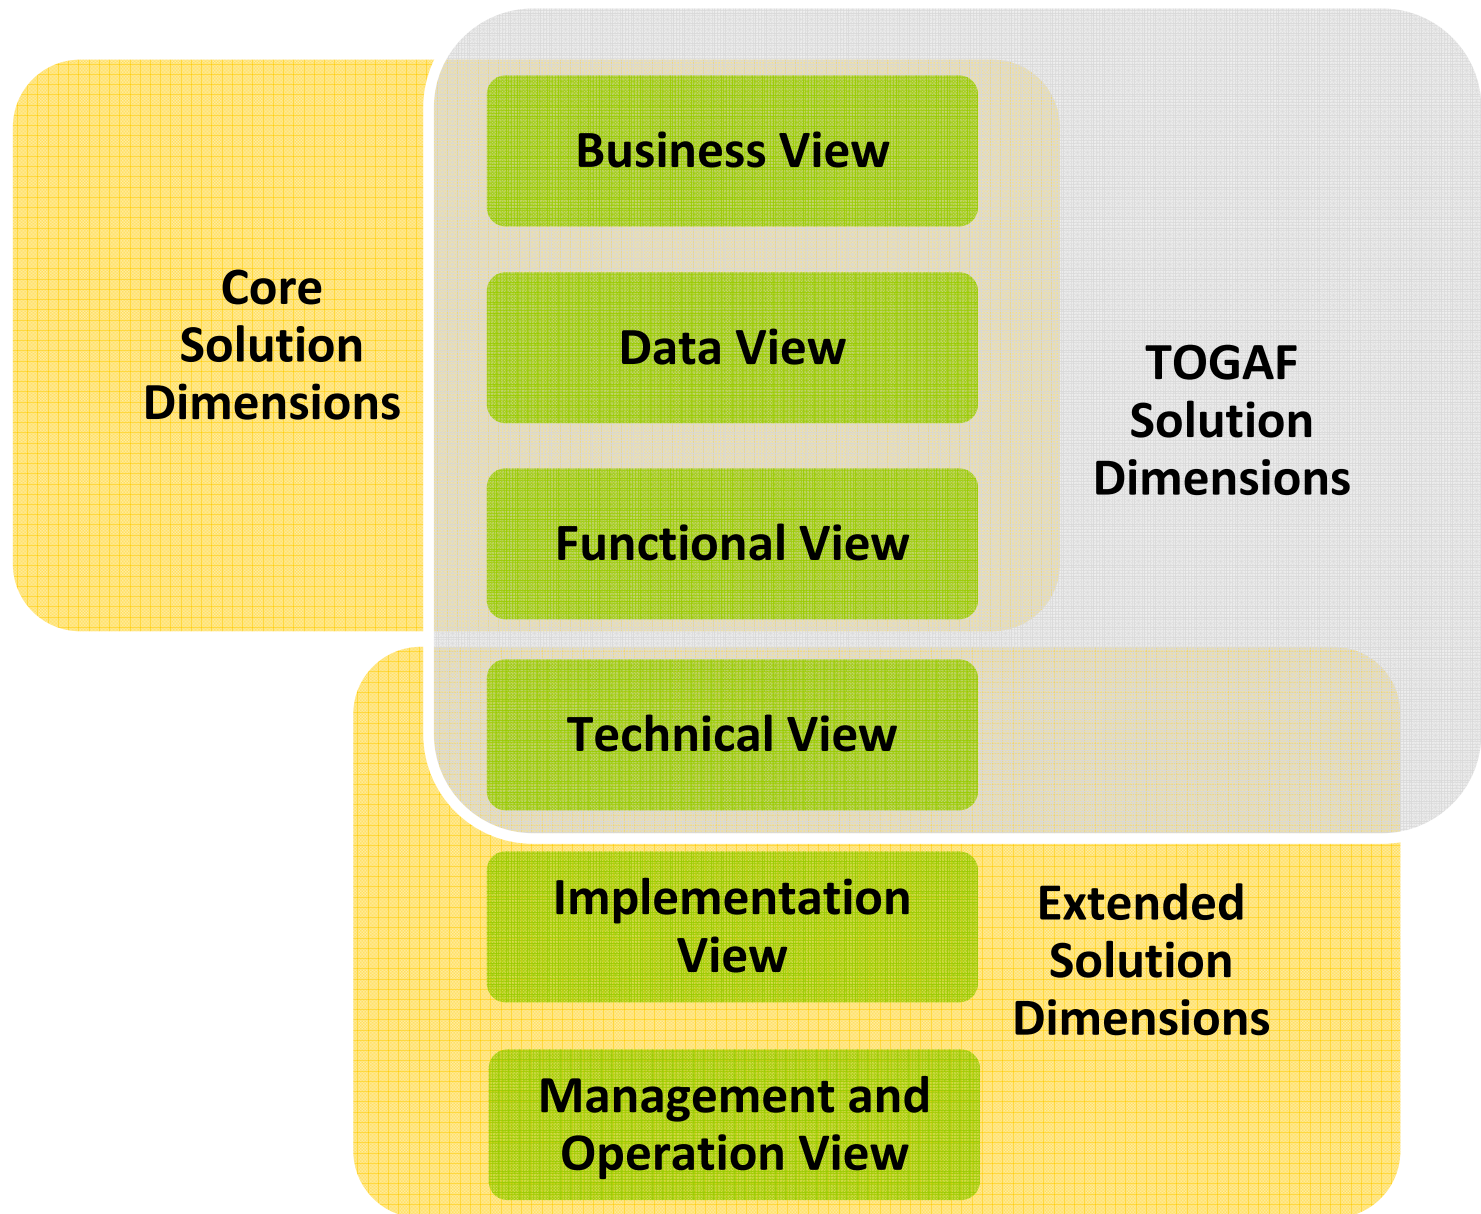 Business View
Core
Solution
Dimensions
Data View
TOGAF
Solution
Dimensions
Functional View
Technical View
Implementation
View
Extended
Solution
Dimensions
Management and
Operation View